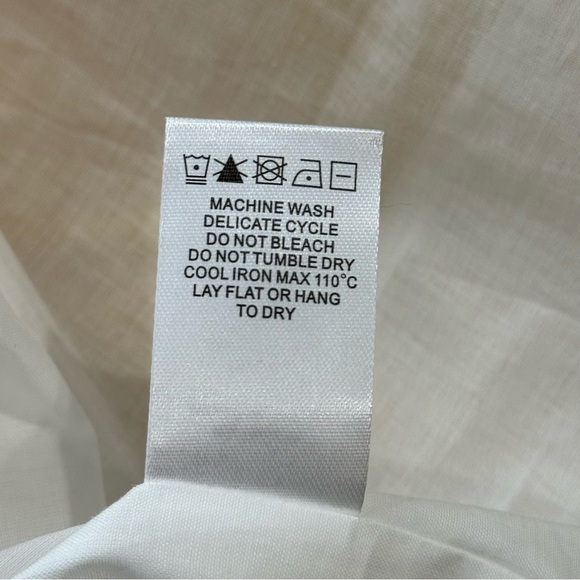 MACHINE WASH
DELICATE CYCLE
DO NOT BLEACH
DO NOT TUMBLE DRY
COOL IRON MAX 110°C
LAY FLAT OR HANG
TO DRY